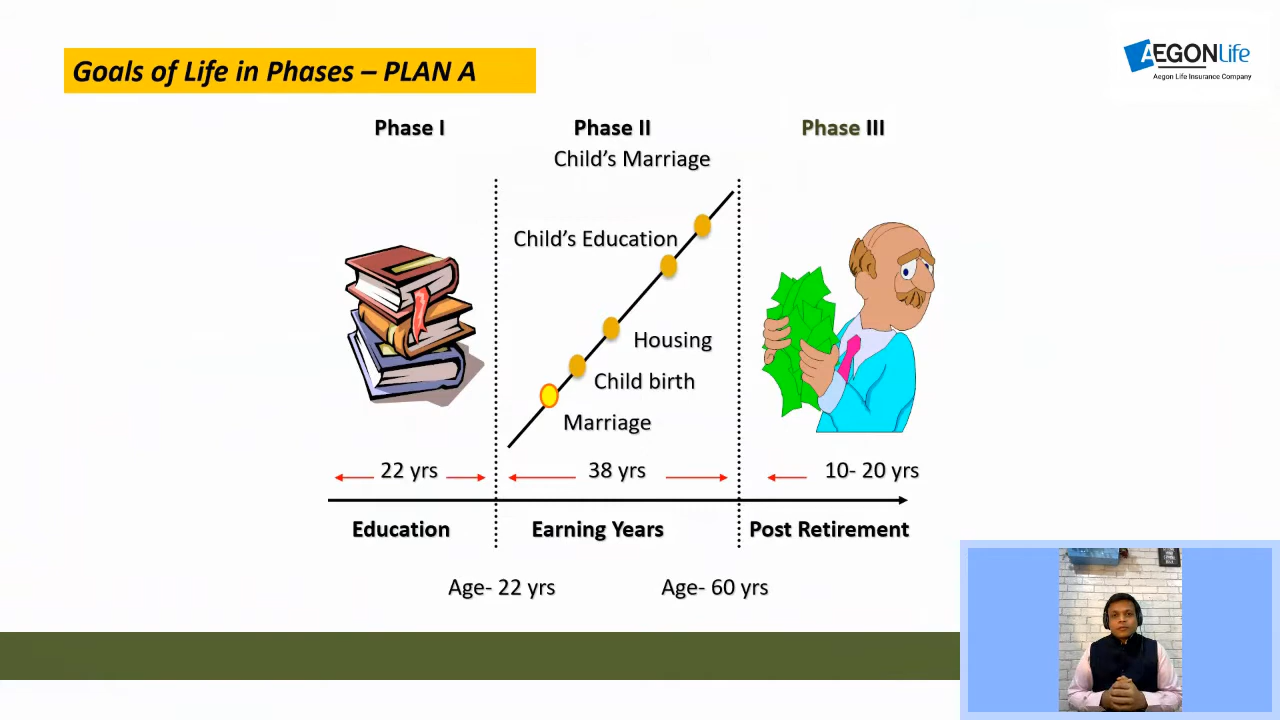 Goals of Life in Phases – PLAN A
AEGONLife
Aegon Life Insurance Company
Phase I
Phase II
Phase III
Child’s Marriage
Child’s Education
Housing
Child birth
Marriage
22 yrs
38 yrs
10- 20 yrs
Education
Earning Years
Post Retirement
Age- 22 yrs
Age- 60 yrs